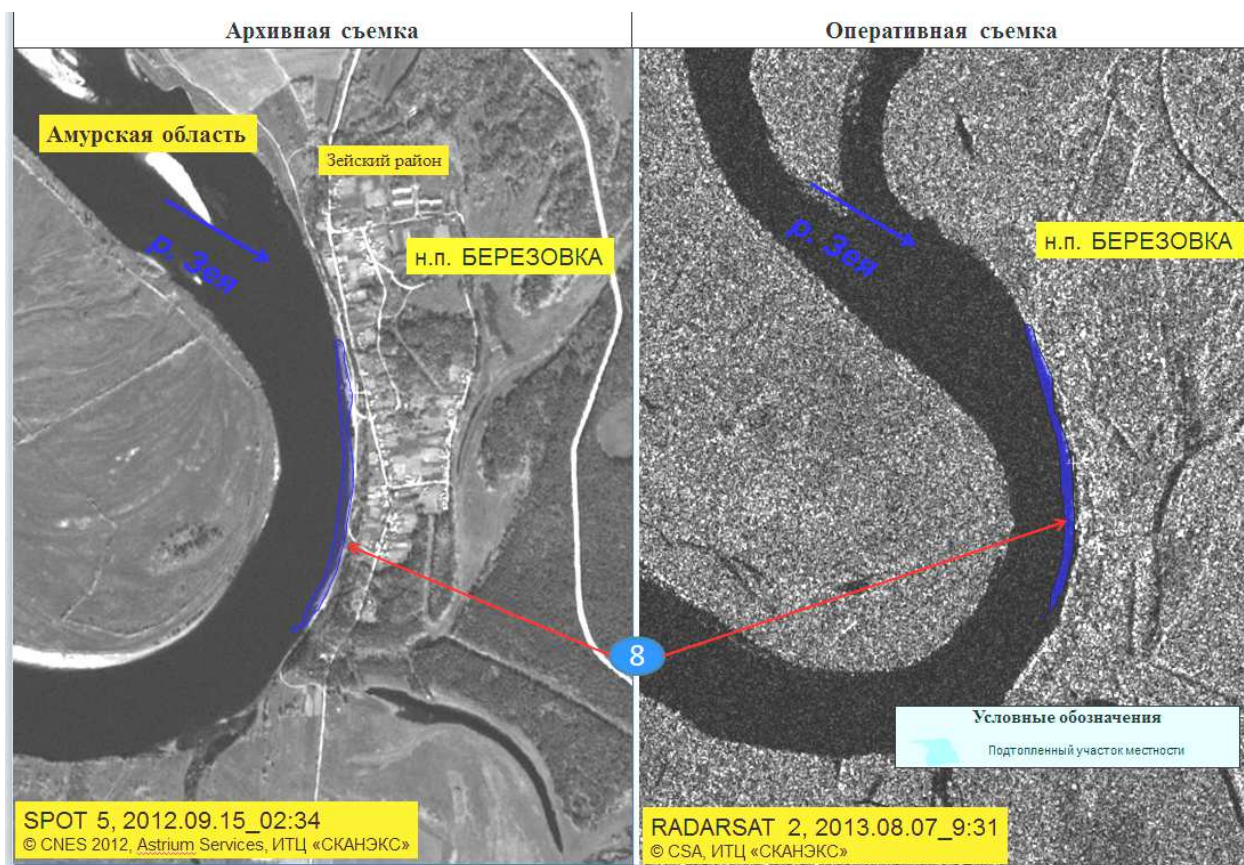 Архивная съемка
Оперативная съемка
Амурская область
Зейский район
н.п. БЕРЕЗОВКА
р. Зея
SPOT 5, 2012.09.15_02:34
© CNES 2012, Astrium Services, ИТЦ «СКАНЭКС»
8
н.п. БЕРЕЗОВКА
р. Зея
Условные обозначения
Подтопленный участок местности
RADARSAT 2, 2013.08.07_9:31
© CSA, ИТЦ «СКАНЭКС»